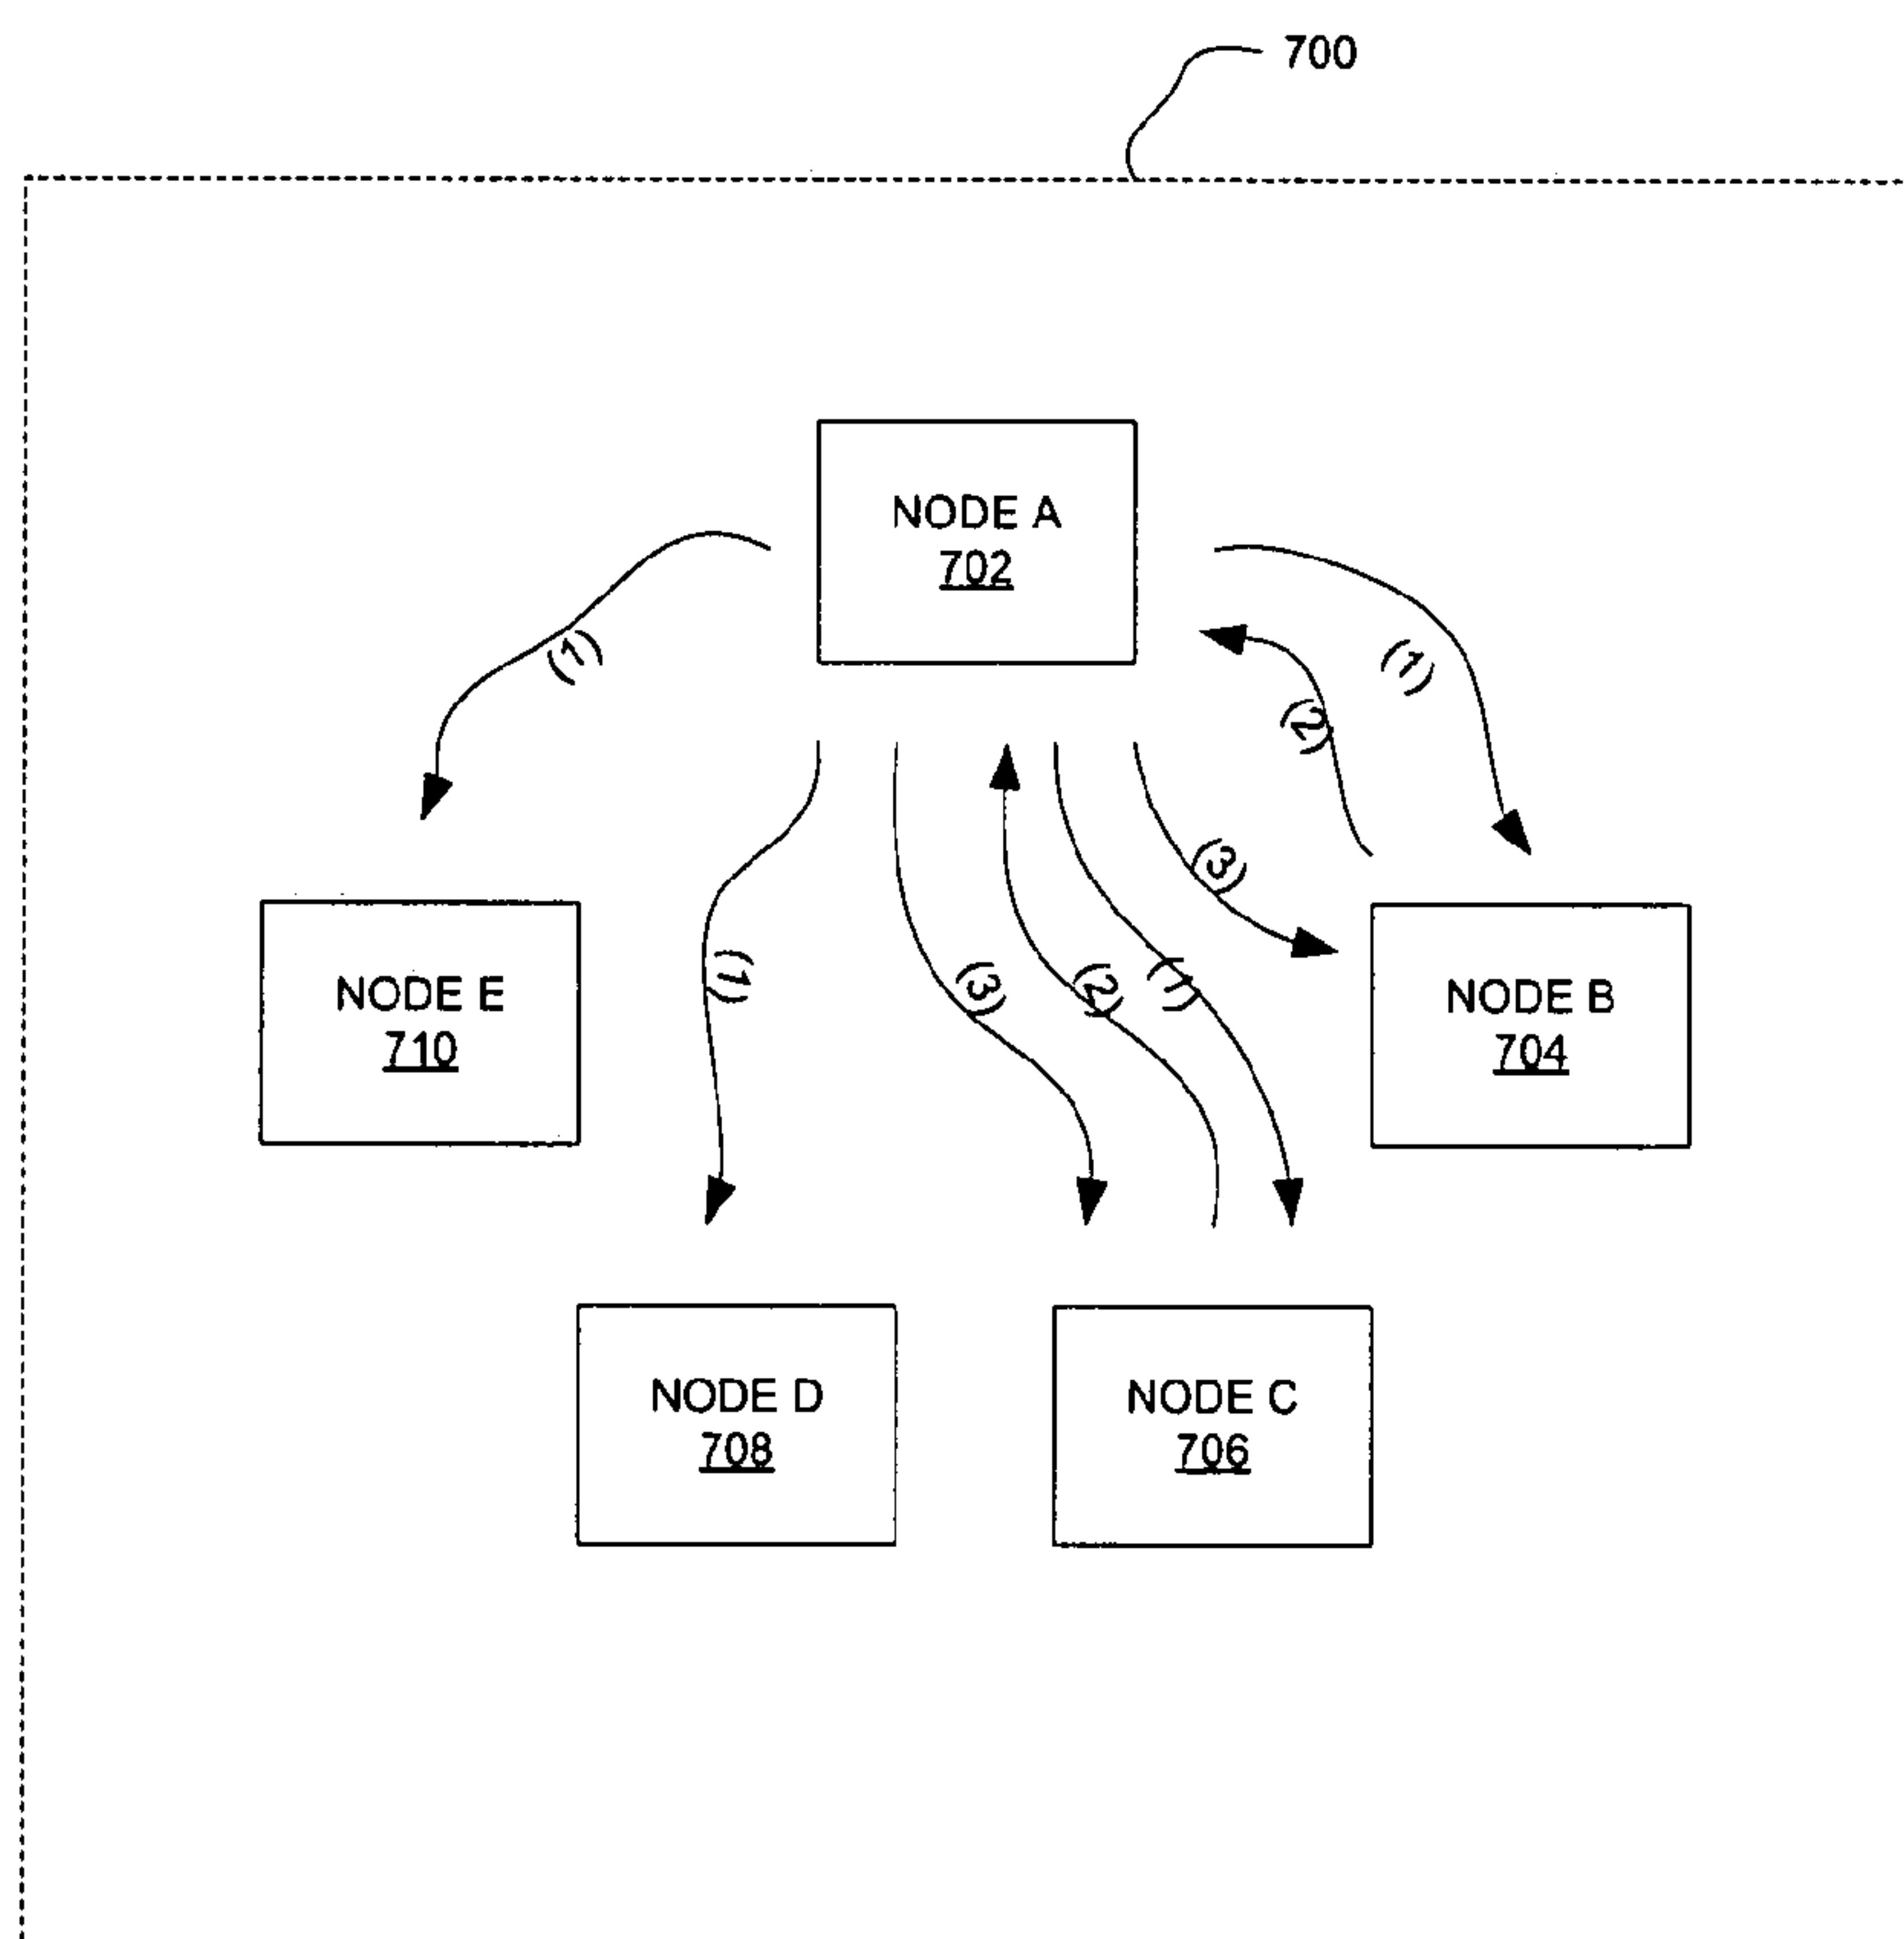 700
NODE A
702
(1)
(1)
(2)
(3)
(1)
(3)
(2)
(1)
NODE E
710
NODE B
704
NODE D
708
NODE C
706